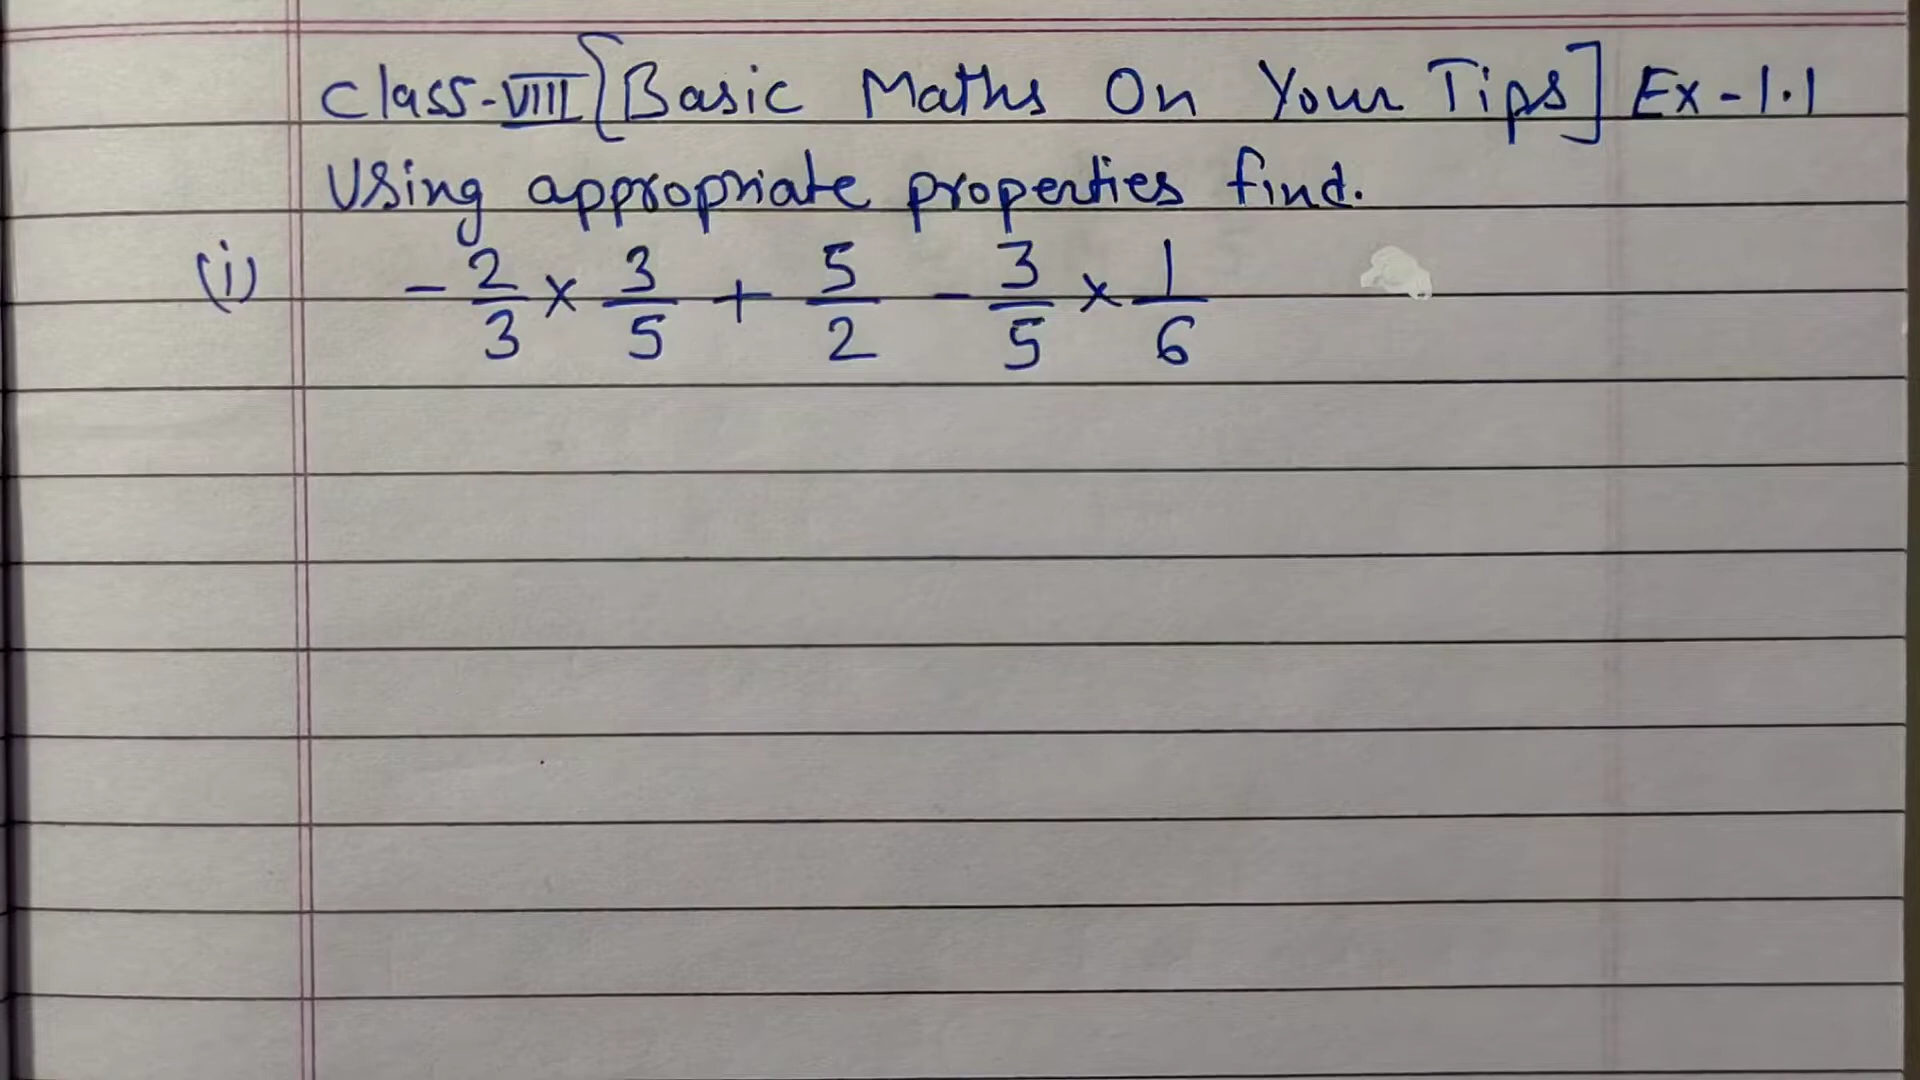 Class-VIII [Basic Maths On Your Tips] Ex-1.1
Using appropriate properties find.
(i) -2/3 × 3/5 + 5/2 - 3/5 × 1/6